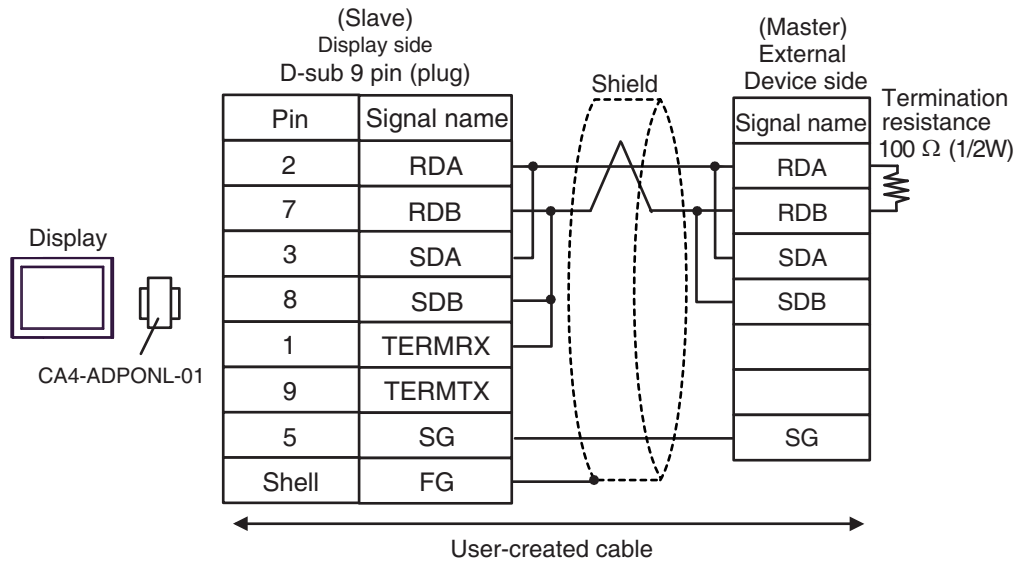 (Slave)
Display side
D-sub 9 pin (plug)
Shield
(Master)
External
Device side
Termination
resistance
100 Ω (1/2W)
Pin Signal name
2 RDA
7 RDB
3 SDA
8 SDB
1 TERMRX
9 TERMTX
5 SG
Shell FG
Signal name
RDA
RDB
SDA
SDB
SG
Display
CA4-ADPONL-01
User-created cable